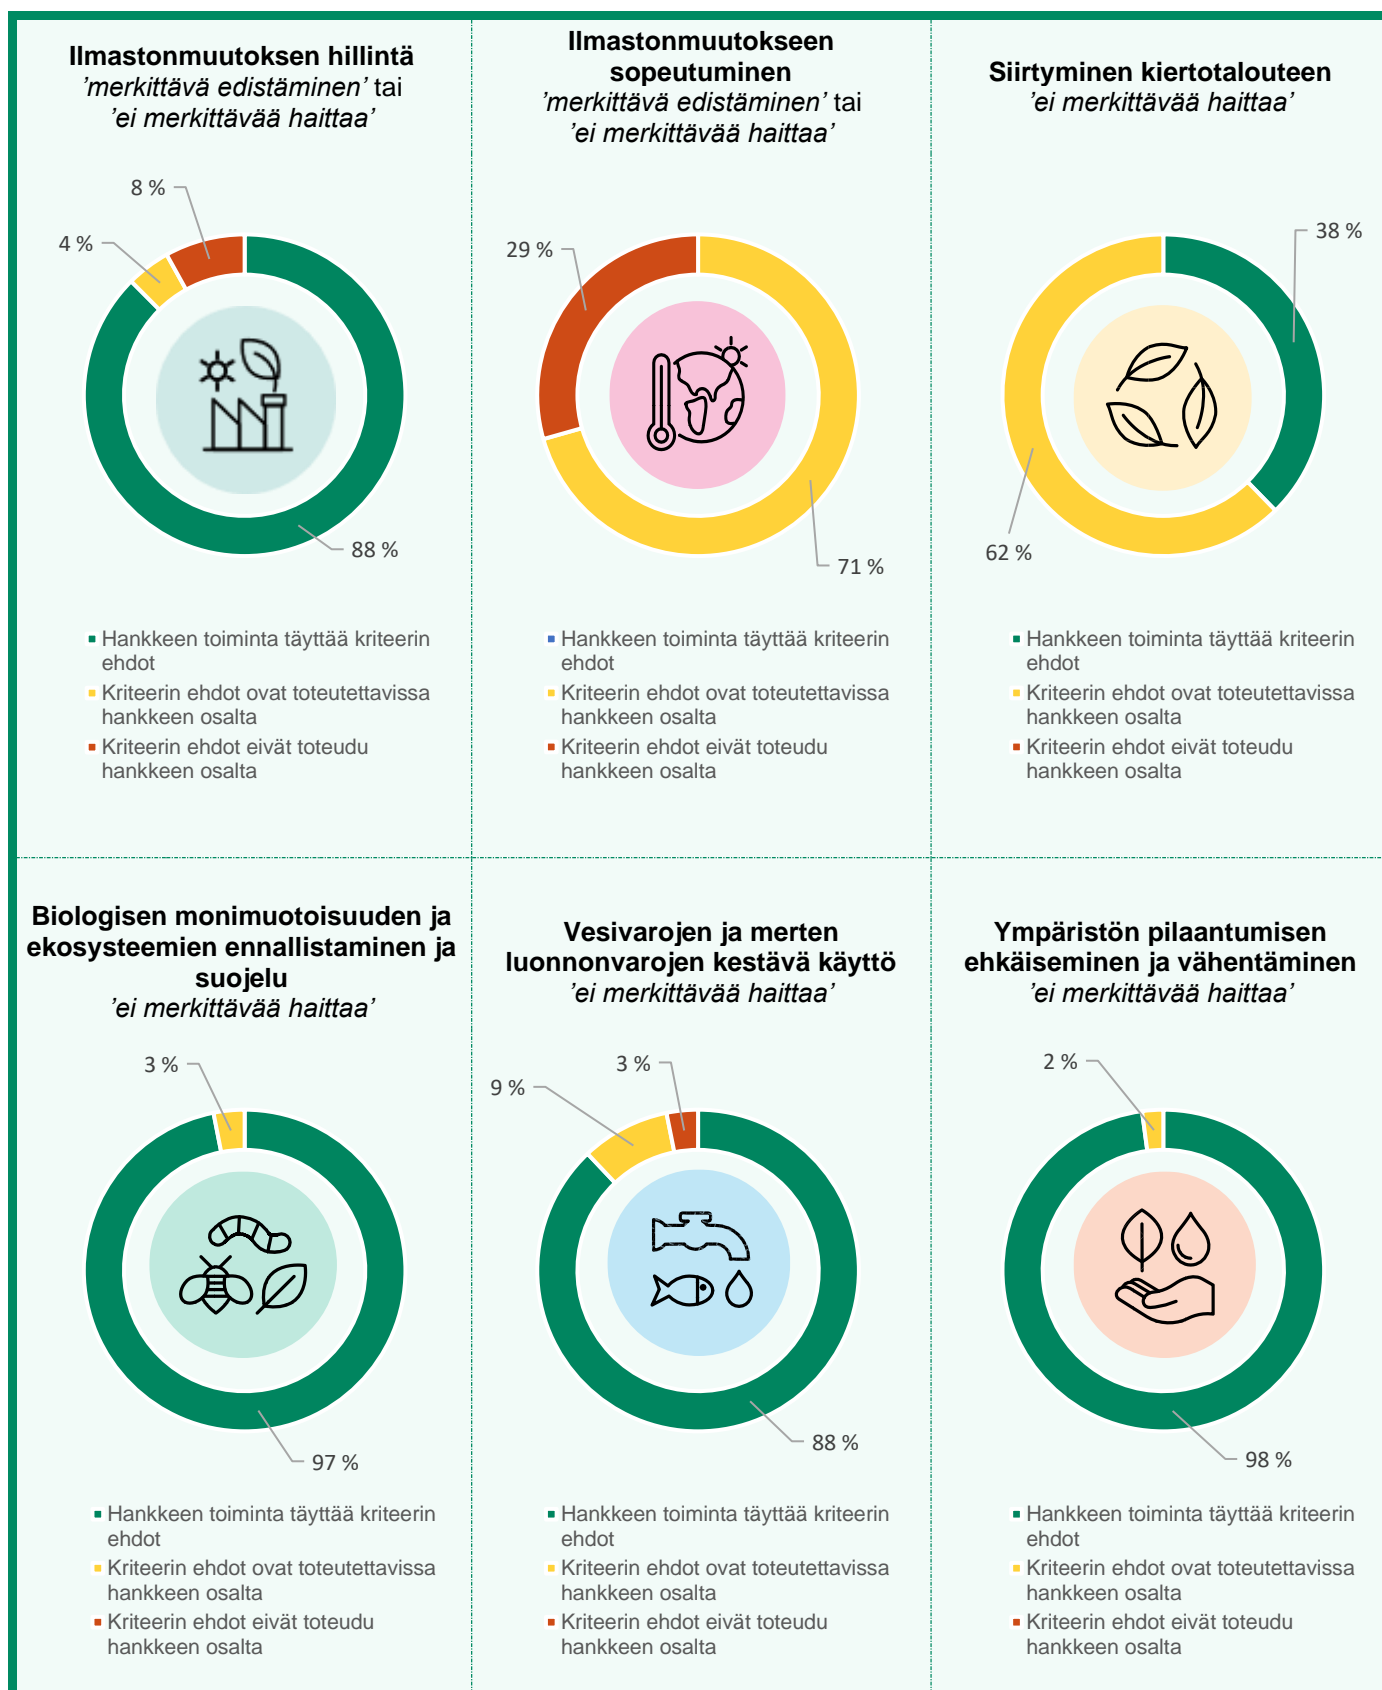 Ilmastonmuutoksen hillintä
'merkittävä edistäminen' tai
'ei merkittävää haittaa'
8 %
4 %
88 %
Hankkeen toiminta täyttää kriteerin
ehdot
Kriteerin ehdot ovat toteutettavissa
hankkeen osalta
Kriteerin ehdot eivät toteudu
hankkeen osalta
Ilmastonmuutokseen
sopeutuminen
'merkittävä edistäminen' tai
'ei merkittävää haittaa'
29 %
71 %
Hankkeen toiminta täyttää kriteerin
ehdot
Kriteerin ehdot ovat toteutettavissa
hankkeen osalta
Kriteerin ehdot eivät toteudu
hankkeen osalta
Siirtyminen kiertotalouteen
'ei merkittävää haittaa'
38 %
62 %
Hankkeen toiminta täyttää kriteerin
ehdot
Kriteerin ehdot ovat toteutettavissa
hankkeen osalta
Kriteerin ehdot eivät toteudu
hankkeen osalta
Biologisen monimuotoisuuden ja
ekosysteemien ennallistaminen ja
suojelu
'ei merkittävää haittaa'
3 %
97 %
Hankkeen toiminta täyttää kriteerin
ehdot
Kriteerin ehdot ovat toteutettavissa
hankkeen osalta
Kriteerin ehdot eivät toteudu
hankkeen osalta
Vesivarojen ja merten
luonnonvarojen kestävä käyttö
'ei merkittävää haittaa'
3 %
9 %
88 %
Hankkeen toiminta täyttää kriteerin
ehdot
Kriteerin ehdot ovat toteutettavissa
hankkeen osalta
Kriteerin ehdot eivät toteudu
hankkeen osalta
Ympäristön pilaantumisen
ehkäiseminen ja vähentäminen
'ei merkittävää haittaa'
2 %
98 %
Hankkeen toiminta täyttää kriteerin
ehdot
Kriteerin ehdot ovat toteutettavissa
hankkeen osalta
Kriteerin ehdot eivät toteudu
hankkeen osalta